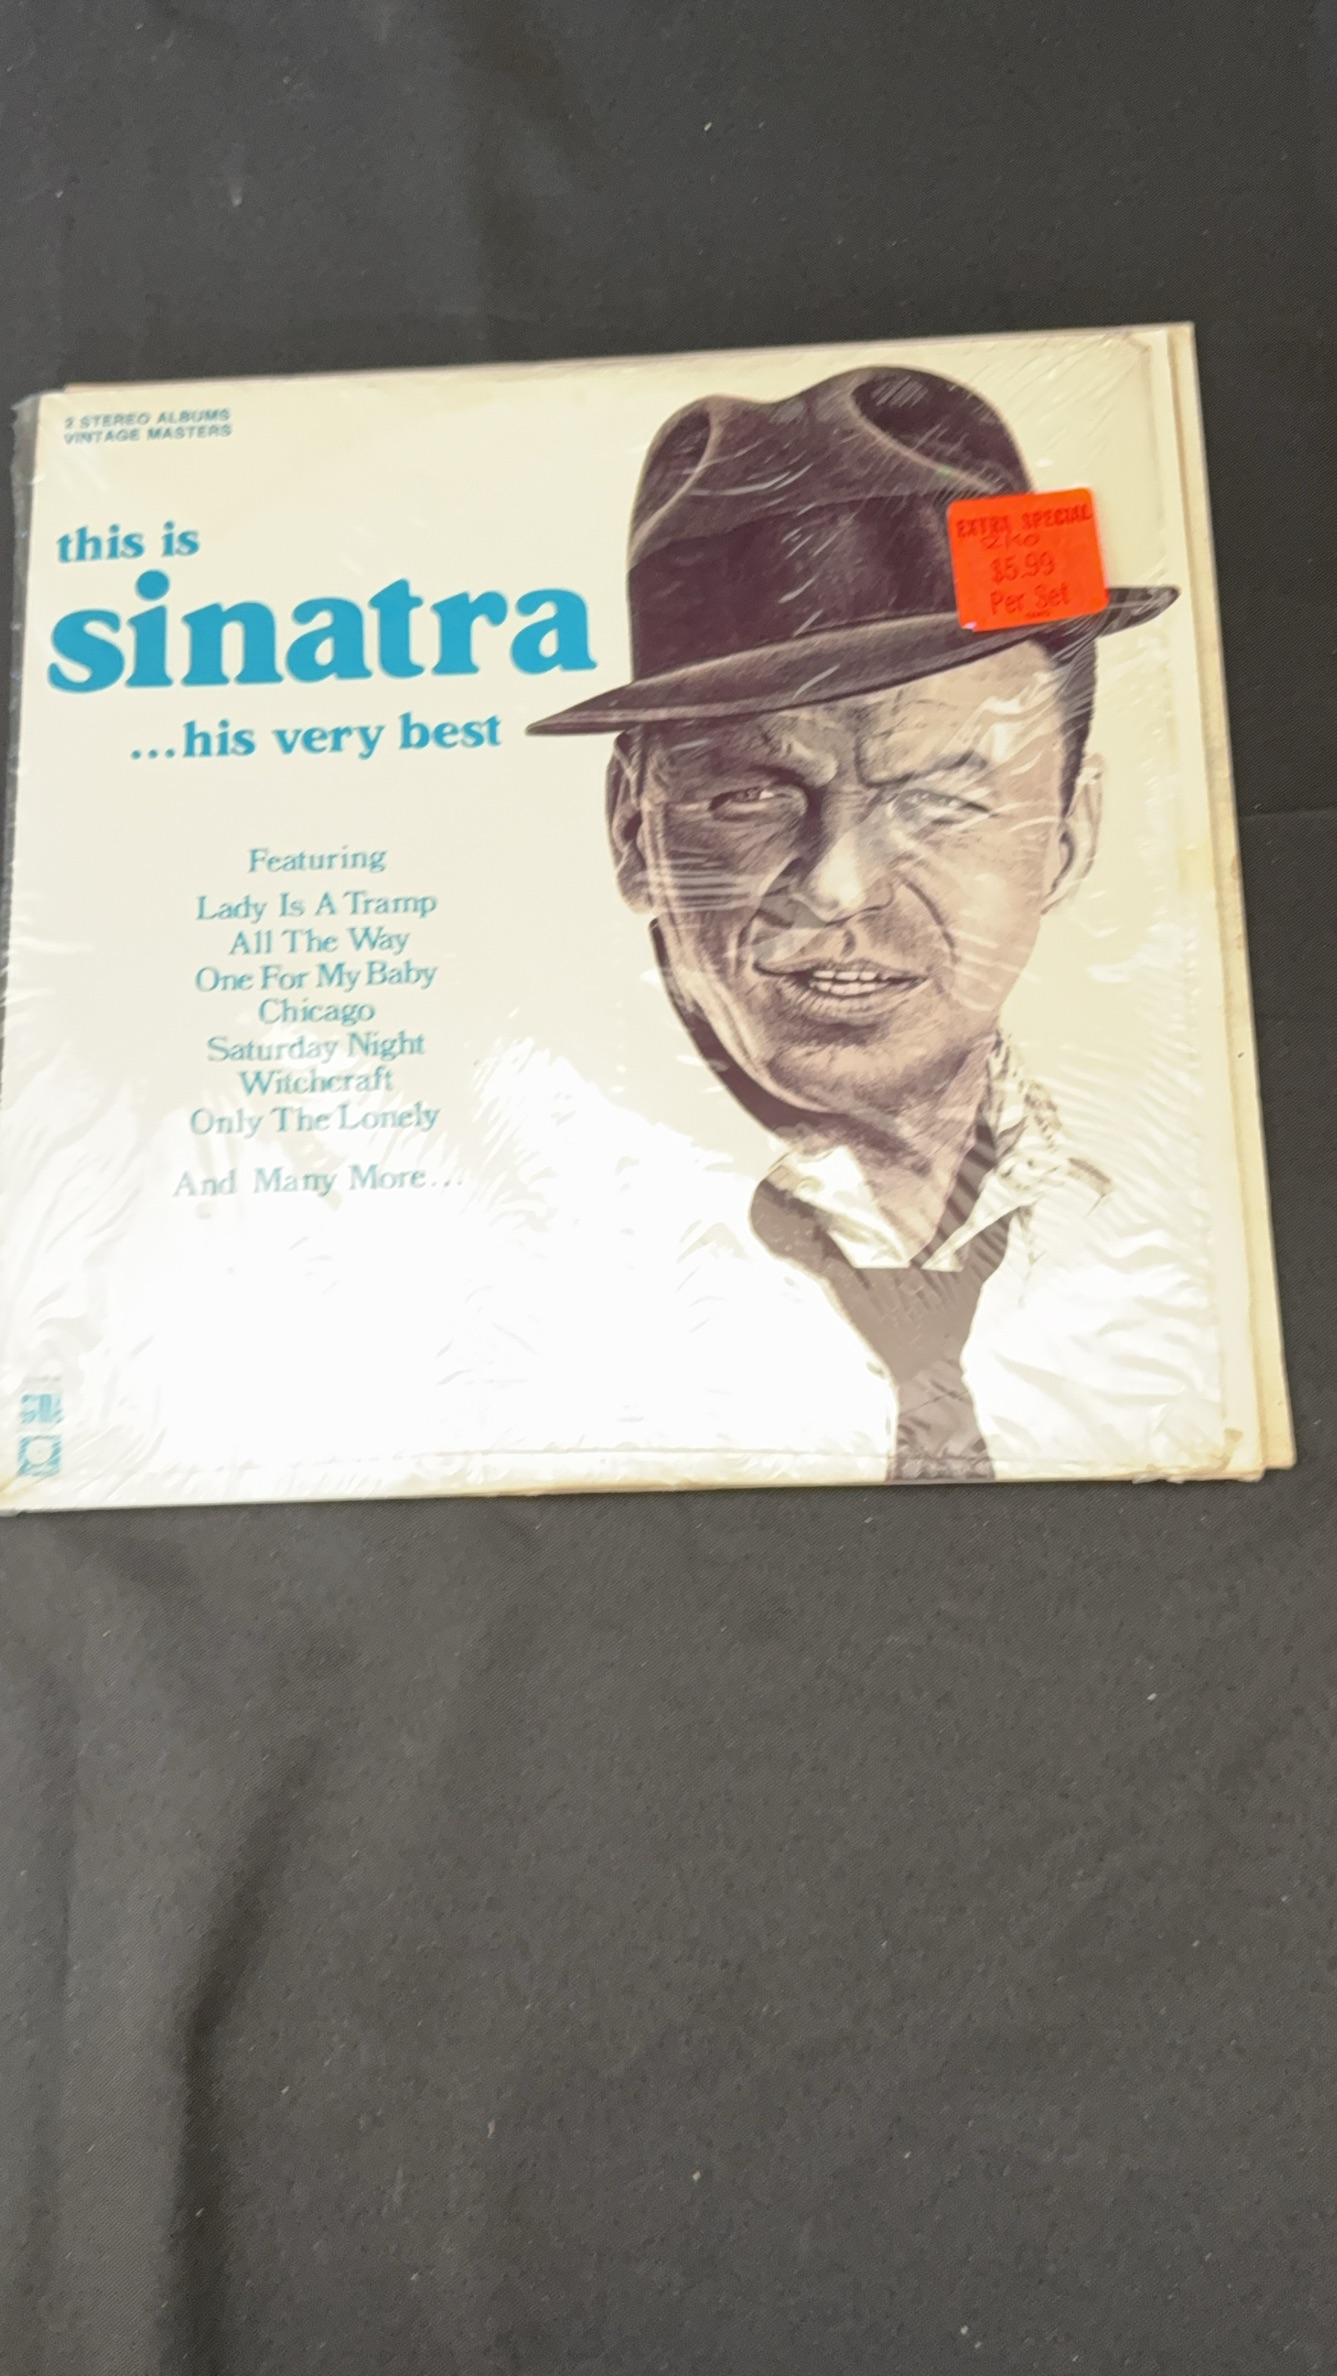 2 STEREO ALBUMS
VINTAGE MASTERS
this is
sinatra
...his very best
EXTRA SPECIAL
$5.99
Per Set
Featuring
Lady Is A Tramp
All The Way
One For My Baby
Chicago
Saturday Night
Witchcraft
Only The Lonely
And Many More...